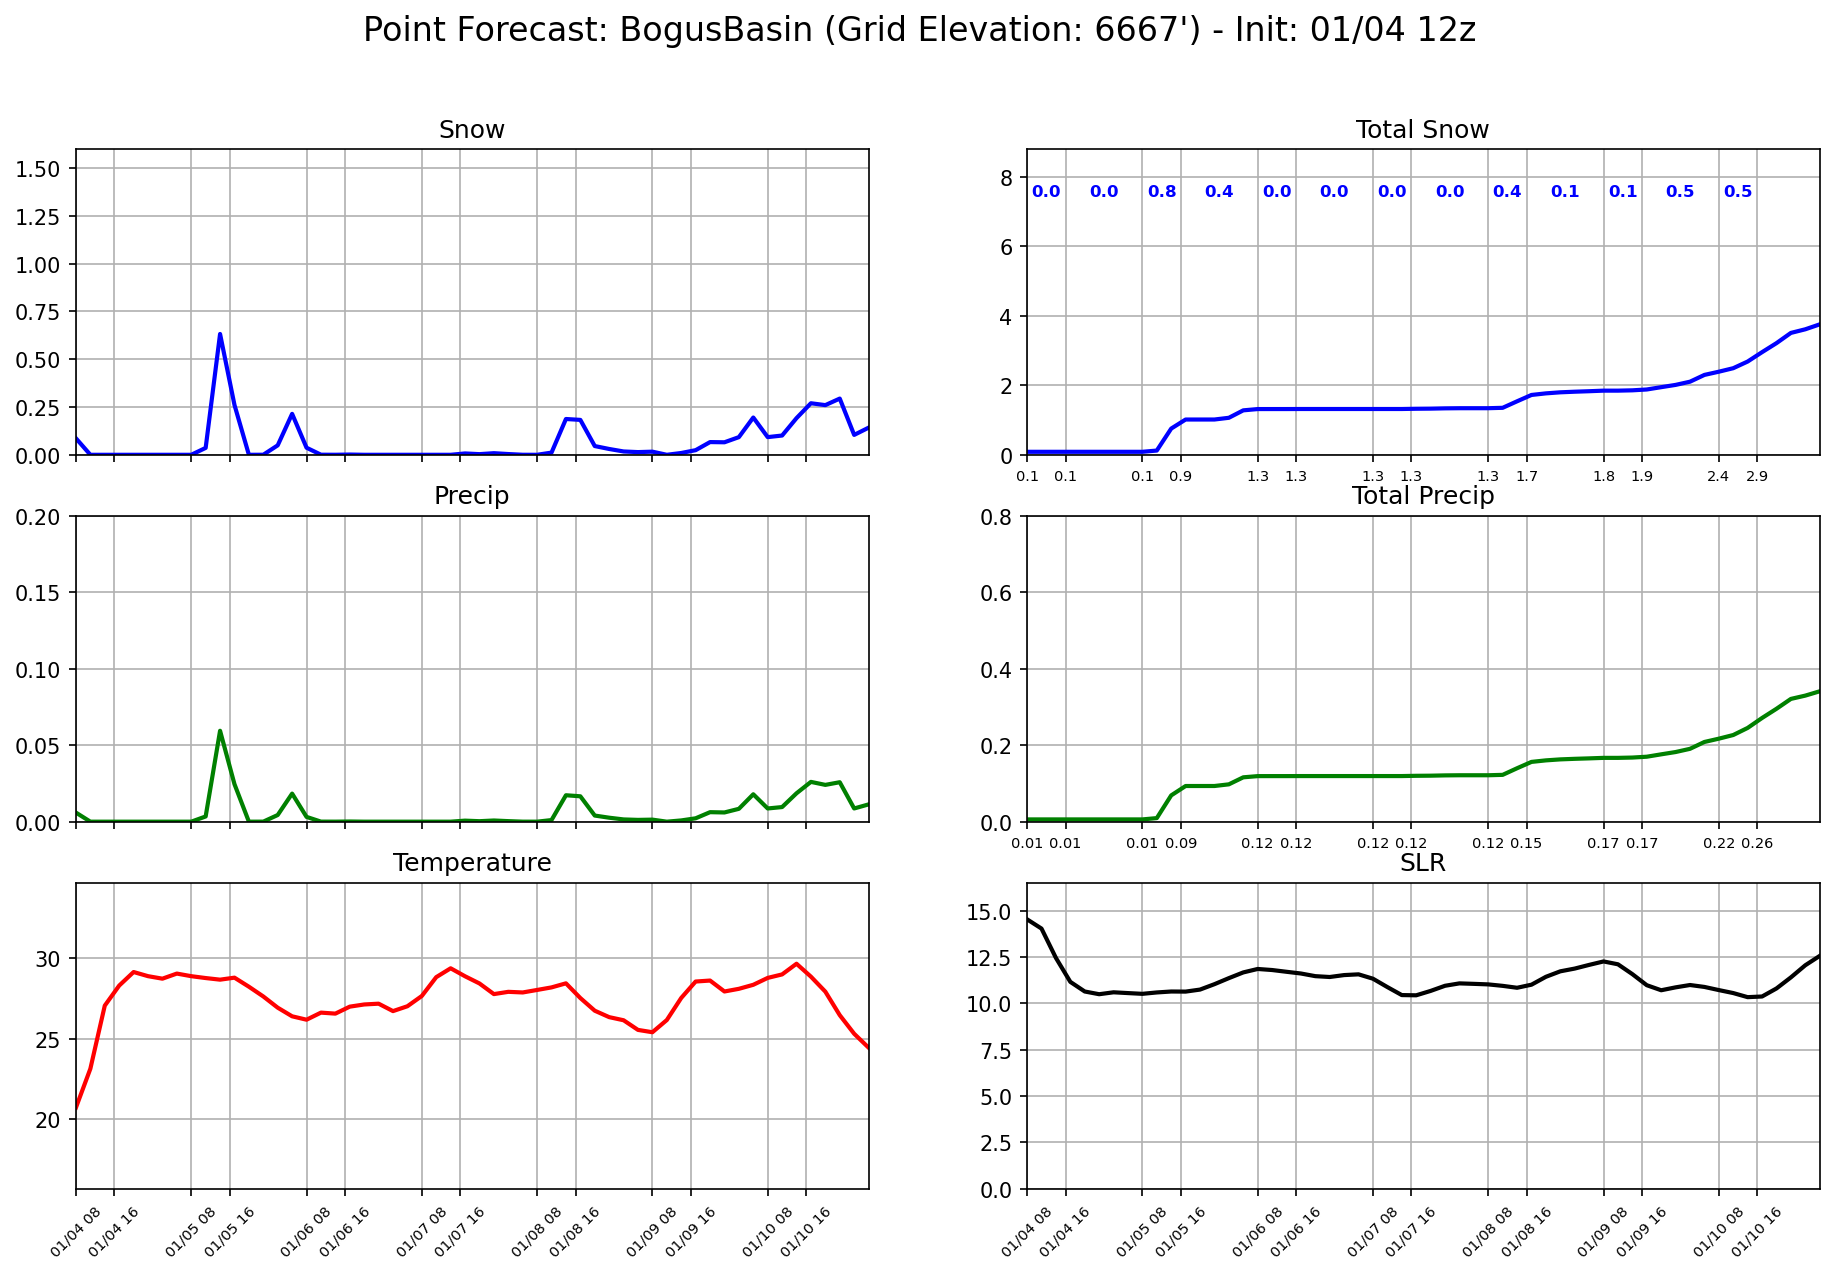 Point Forecast: BogusBasin (Grid Elevation: 6667') - Init: 01/04 12z
Snow
1.50
1.25
1.00
0.75
0.50
0.25
0.00
Total Snow
8
6
4
2
0
0.0 0.0 0.8 0.4 0.0 0.0 0.0 0.0 0.4 0.1 0.1 0.5 0.5
0.1 0.1 0.1 0.9 1.3 1.3 1.3 1.3 1.3 1.7 1.8 1.9 2.4 2.9
Precip
0.20
0.15
0.10
0.05
0.00
Total Precip
0.8
0.6
0.4
0.2
0.0
0.01 0.01 0.01 0.09 0.12 0.12 0.12 0.12 0.12 0.15 0.17 0.17 0.22 0.26
Temperature
30
25
20
01/04 08 01/04 16 01/05 08 01/05 16 01/06 08 01/06 16 01/07 08 01/07 16 01/08 08 01/08 16 01/09 08 01/09 16 01/10 08 01/10 16
SLR
15.0
12.5
10.0
7.5
5.0
2.5
0.0
01/04 08 01/04 16 01/05 08 01/05 16 01/06 08 01/06 16 01/07 08 01/07 16 01/08 08 01/08 16 01/09 08 01/09 16 01/10 08 01/10 16